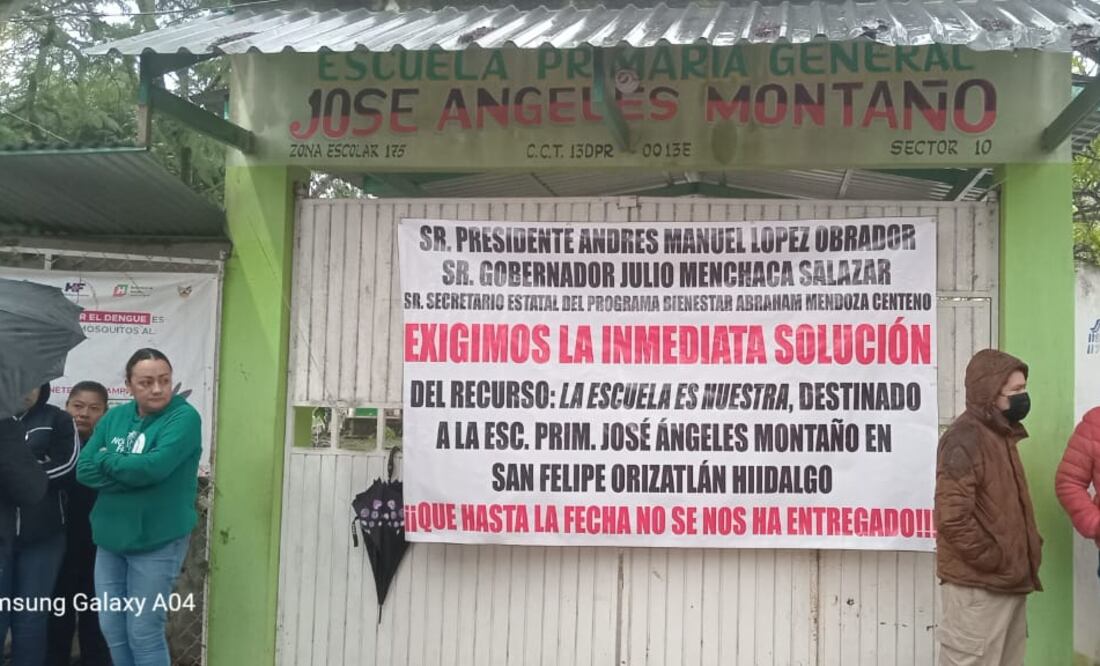 ESCUELA PRIMARIA GENERAL
JOSE ANGELES MONTAÑO
ZONA ESCOLAR 175 C.C.T. 13DPR - 0013E SECTOR 10
SR. PRESIDENTE ANDRES MANUEL LOPEZ OBRADOR
SR. GOBERNADOR JULIO MENCHACA SALAZAR
SR. SECRETARIO ESTATAL DEL PROGRAMA BIENESTAR ABRAHAM MENDOZA CENTENO
EXIGIMOS LA INMEDIATA SOLUCIÓN
DEL RECURSO: LA ESCUELA ES NUESTRA, DESTINADO
A LA ESC. PRIM. JOSÉ ÁNGELES MONTAÑO EN
SAN FELIPE ORIZATLÁN HIIDALGO
¡¡QUE HASTA LA FECHA NO SE NOS HA ENTREGADO!!!
EL DENGUE ES
MOSQUITOS AL
msung Galaxy A04